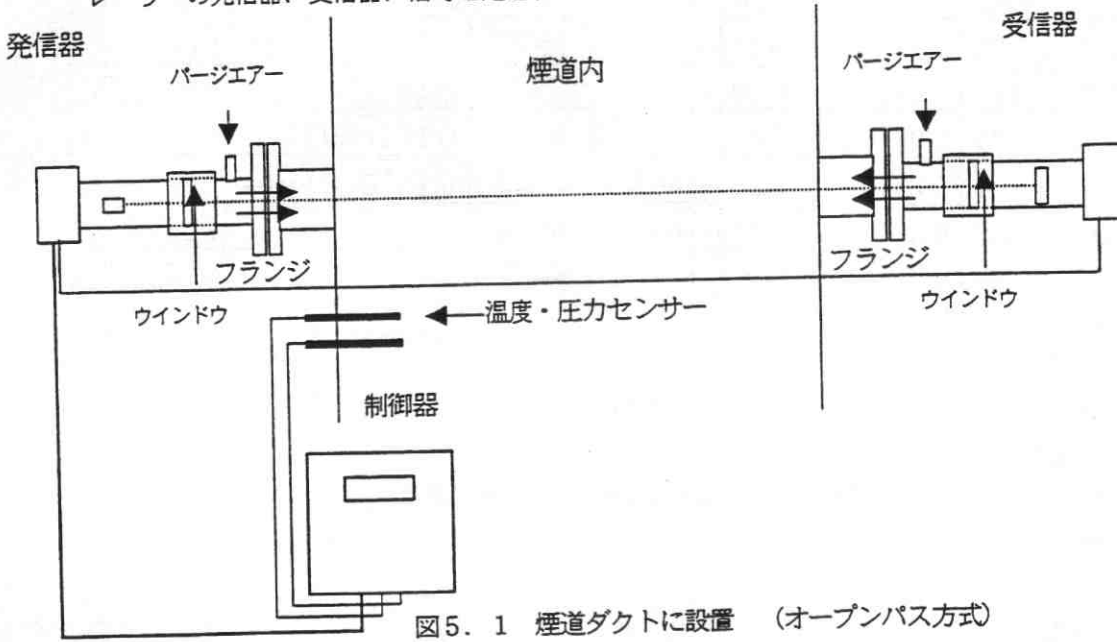 発信器
受信器
パージエアー
煙道内
パージエアー
フランジ
フランジ
ウインドウ
温度・圧力センサー
ウインドウ
制御器
図5.1 煙道ダクトに設置 (オープンパス方式)